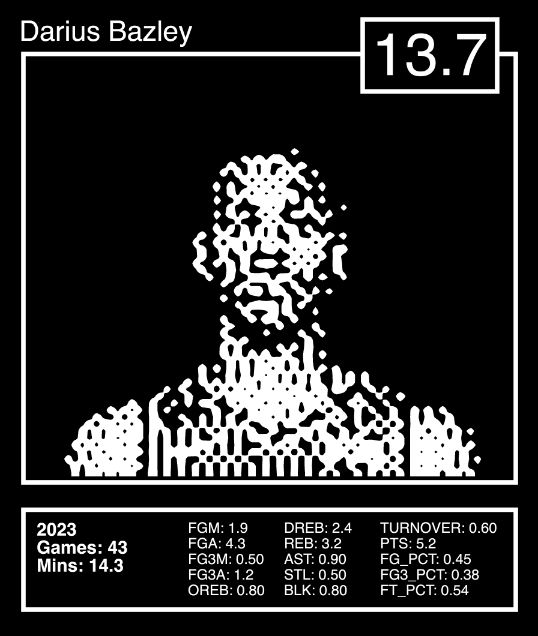 Darius Bazley
13.7
2023
Games: 43
Mins: 14.3
FGM: 1.9
FGA: 4.3
FG3M: 0.50
FG3A: 1.2
OREB: 0.80
DREB: 2.4
REB: 3.2
AST: 0.90
STL: 0.50
BLK: 0.80
TURNOVER: 0.60
PTS: 5.2
FG_PCT: 0.45
FG3_PCT: 0.38
FT_PCT: 0.54